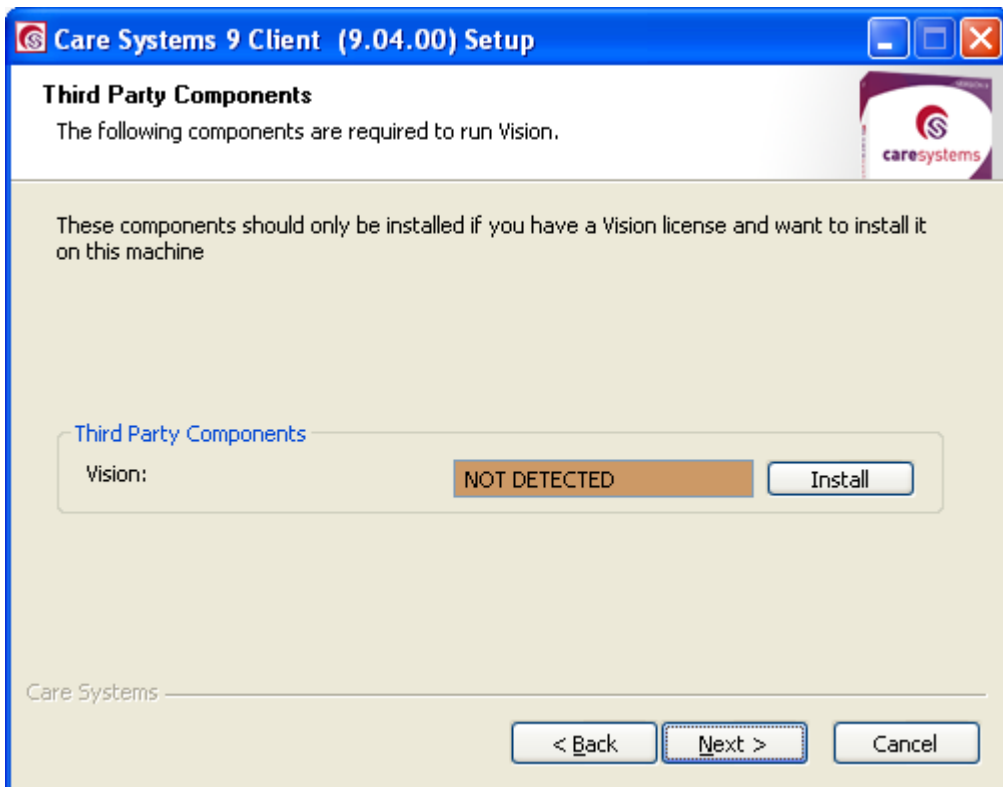 Care Systems 9 Client (9.04.00) Setup
Third Party Components
The following components are required to run Vision.
caresystems
These components should only be installed if you have a Vision license and want to install it
on this machine
Third Party Components
Vision:
NOT DETECTED
Install
Care Systems
< Back
Next >
Cancel